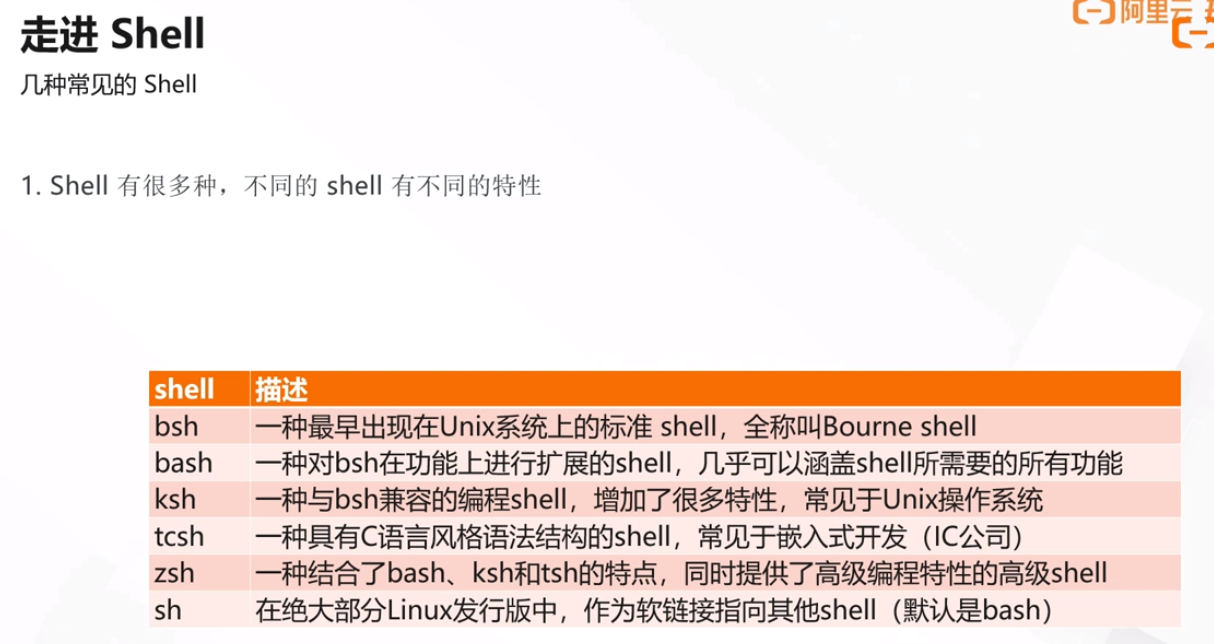 走进 Shell
阿里云
几种常见的 Shell
1. Shell 有很多种，不同的 shell 有不同的特性
shell 描述
bsh 一种最早出现在Unix系统上的标准 shell，全称叫Bourne shell
bash 一种对bsh在功能上进行扩展的shell，几乎可以涵盖shell所需要的所有功能
ksh 一种与bsh兼容的编程shell，增加了很多特性，常见于Unix操作系统
tcsh 一种具有C语言风格语法结构的shell，常见于嵌入式开发（IC公司）
zsh 一种结合了bash、ksh和tsh的特点，同时提供了高级编程特性的高级shell
sh 在绝大部分Linux发行版中，作为软链接指向其他shell（默认是bash）